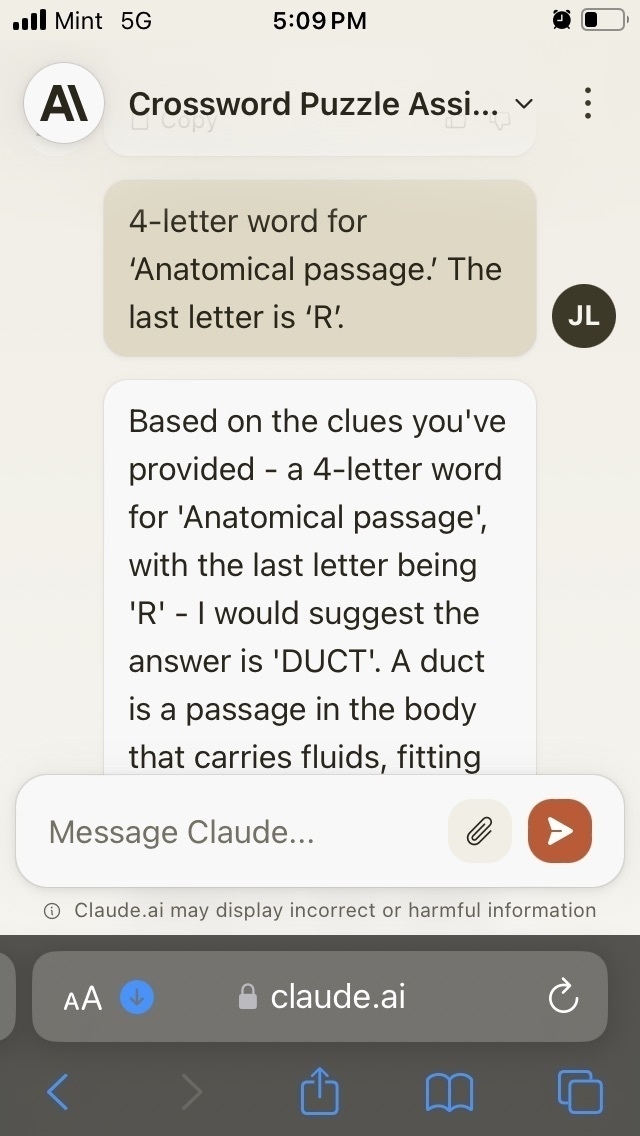 Mint 5G 5:09 PM
A\ Crossword Puzzle Assi...
Copy
4-letter word for
‘Anatomical passage.’ The
last letter is ‘R’.
JL
Based on the clues you've
provided - a 4-letter word
for 'Anatomical passage',
with the last letter being
'R' - I would suggest the
answer is 'DUCT'. A duct
is a passage in the body
that carries fluids, fitting
Message Claude...
Claude.ai may display incorrect or harmful information
AA claude.ai